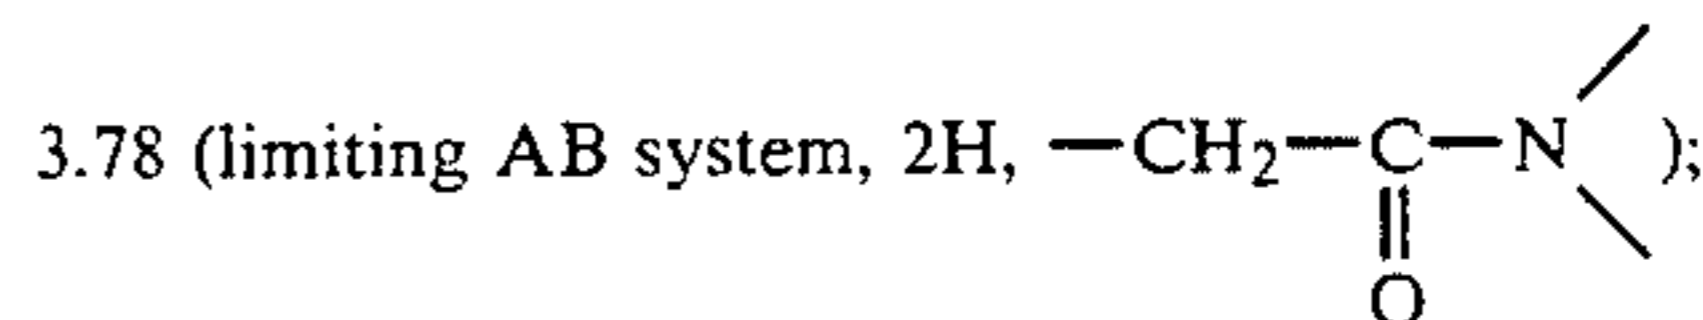 3.78 (limiting AB system, 2H, —CH₂—C—N );
O